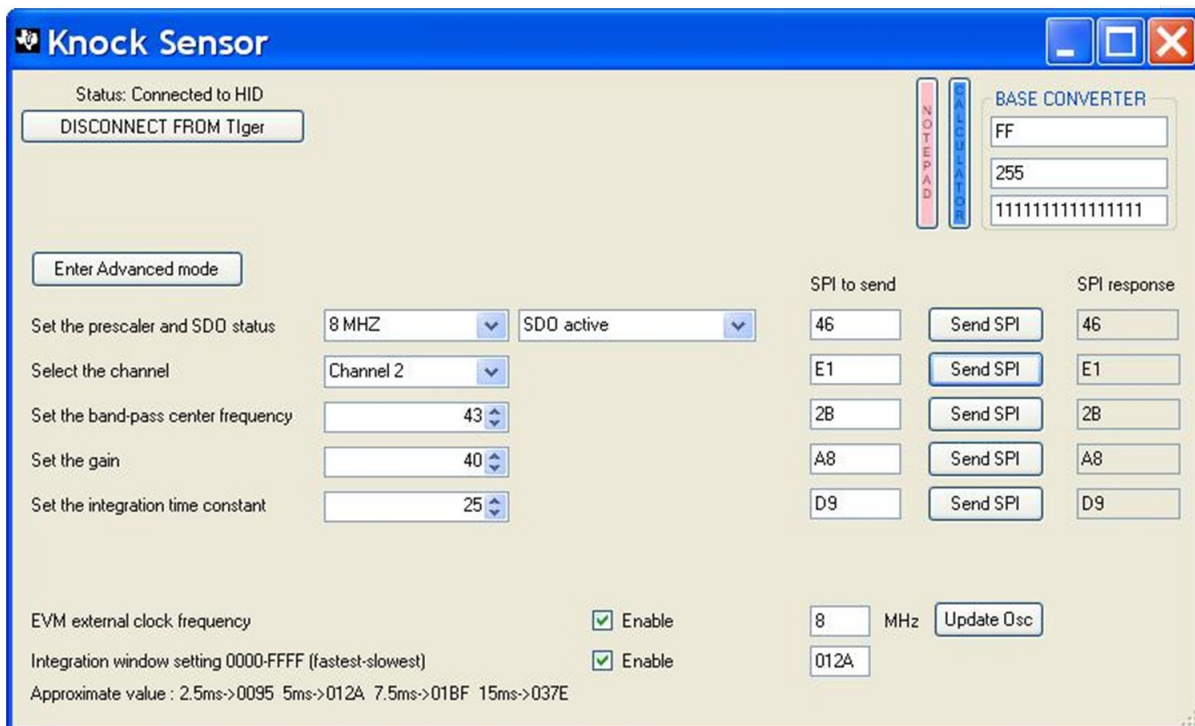 Knock Sensor
Status: Connected to HID
DISCONNECT FROM TIger
NOTEPAD
CALCULATOR
BASE CONVERTER
FF
255
1111111111111111
Enter Advanced mode
SPI to send
SPI response
Set the prescaler and SDO status 8 MHZ SDO active 46 Send SPI 46
Select the channel Channel 2 E1 Send SPI E1
Set the band-pass center frequency 43 2B Send SPI 2B
Set the gain 40 A8 Send SPI A8
Set the integration time constant 25 D9 Send SPI D9
EVM external clock frequency Enable 8 MHz Update Osc
Integration window setting 0000-FFFF (fastest-slowest) Enable 012A
Approximate value : 2.5ms->0095 5ms->012A 7.5ms->01BF 15ms->037E